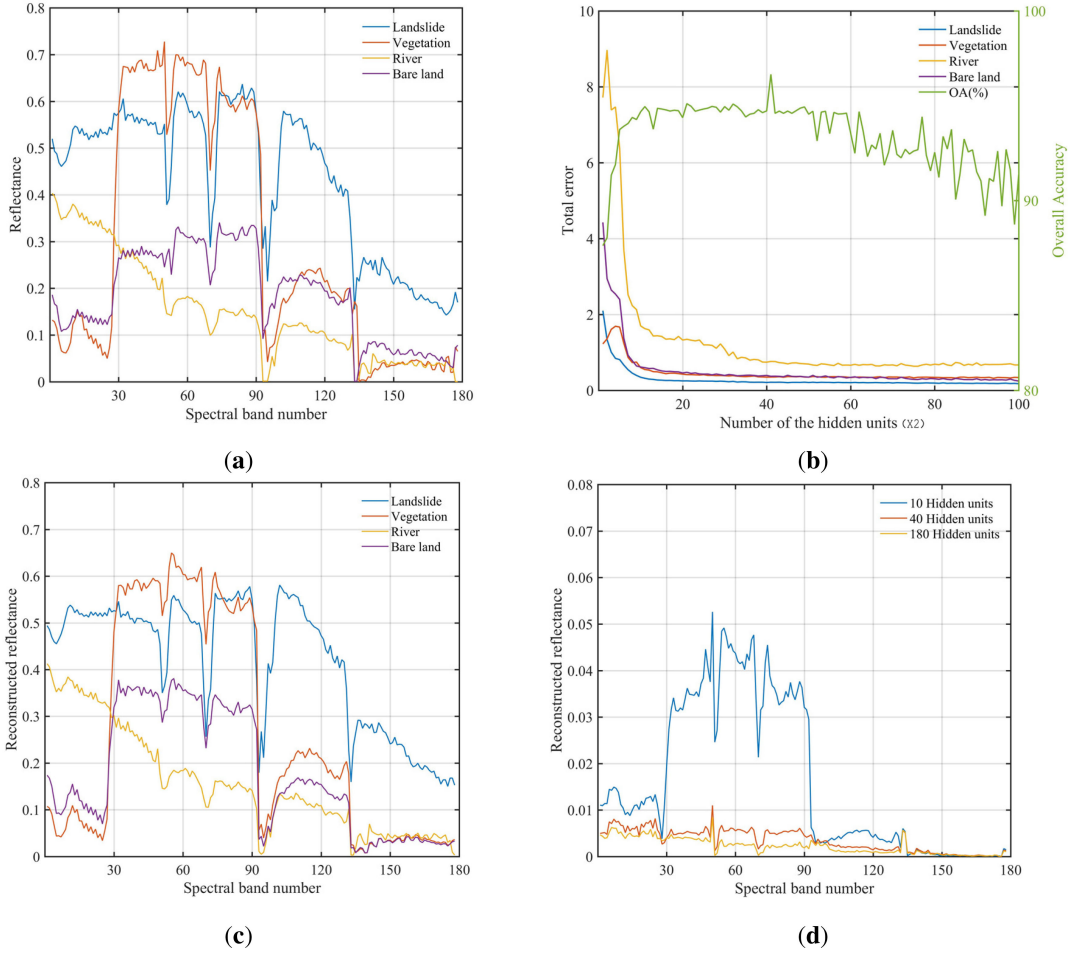 0.8
0.7
0.6
0.5
0.4
0.3
0.2
0.1
0
Reflectance
Landslide
Vegetation
River
Bare land
30 60 90 120 150 180
Spectral band number
(a)
10
8
6
4
2
0
Total error
Landslide
Vegetation
River
Bare land
OA(%)
100
90
80
Overall Accuracy
20 40 60 80 100
Number of the hidden units (X2)
(b)
0.8
0.7
0.6
0.5
0.4
0.3
0.2
0.1
0
Reconstructed reflectance
Landslide
Vegetation
River
Bare land
30 60 90 120 150 180
Spectral band number
(c)
0.08
0.07
0.06
0.05
0.04
0.03
0.02
0.01
0
Reconstructed reflectance
10 Hidden units
40 Hidden units
180 Hidden units
30 60 90 120 150 180
Spectral band number
(d)